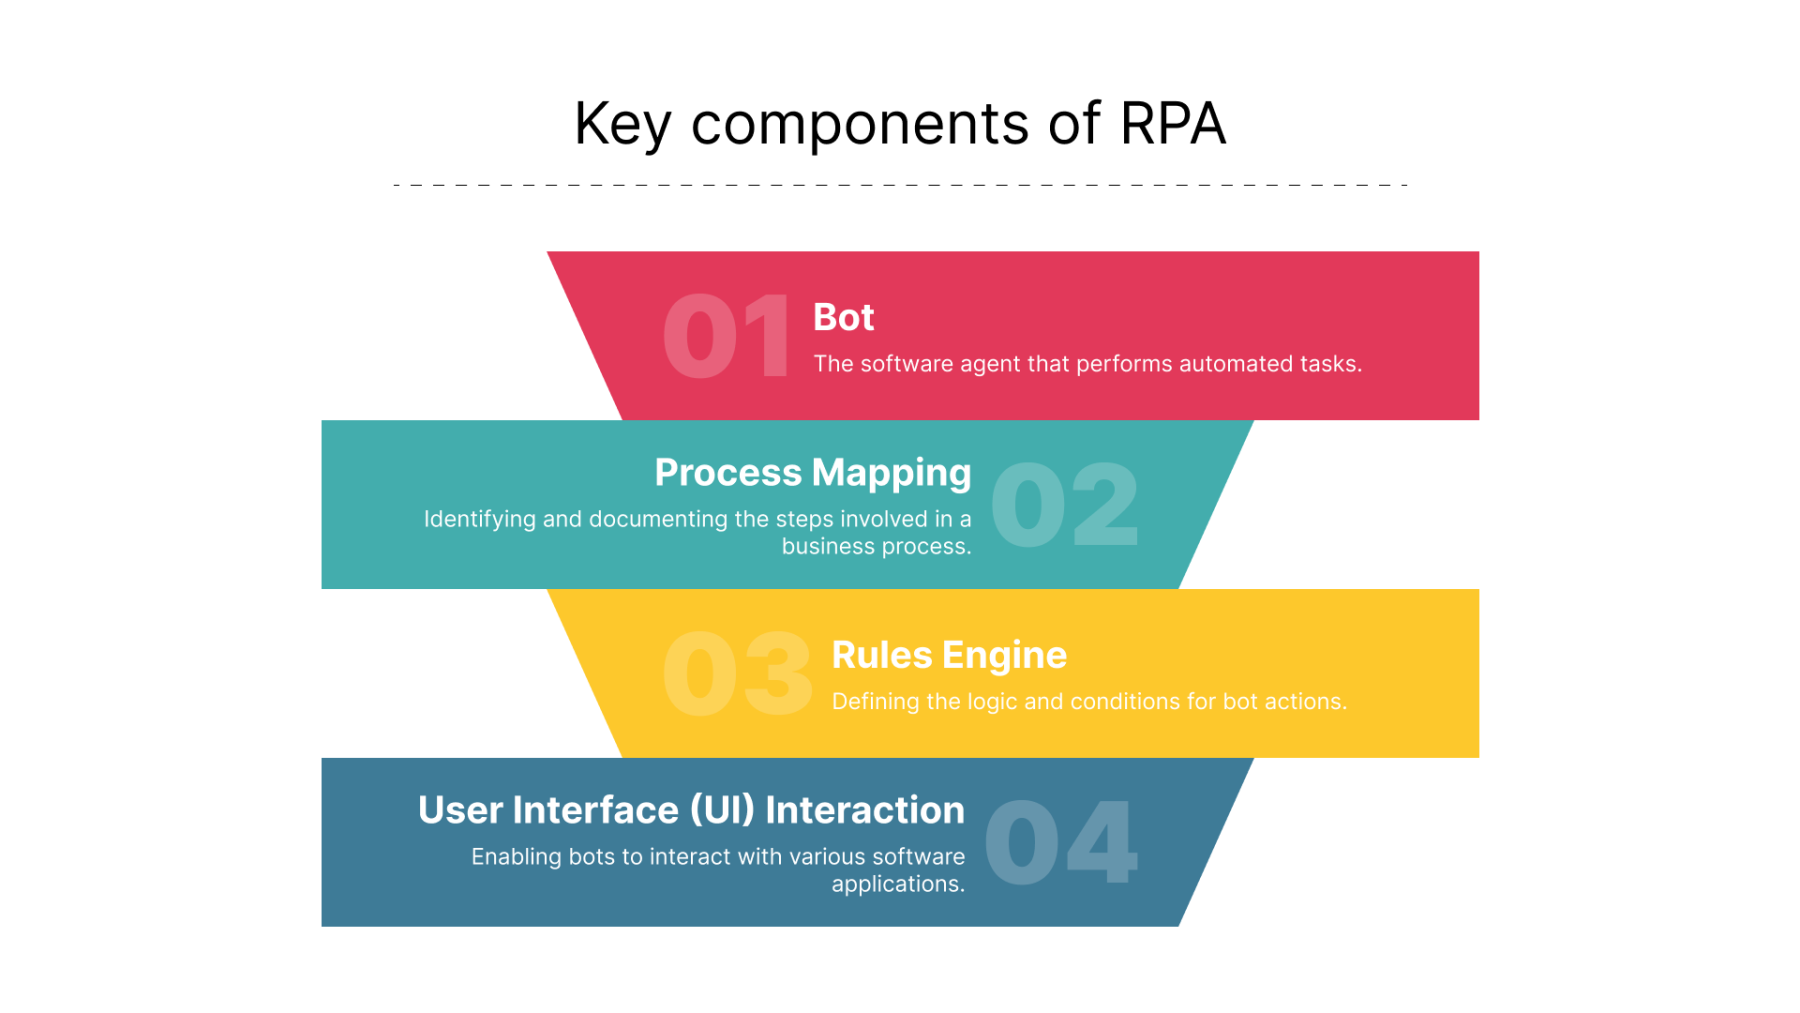 Key components of RPA
01
Bot
The software agent that performs automated tasks.
Process Mapping
Identifying and documenting the steps involved in a
business process.
02
03
Rules Engine
Defining the logic and conditions for bot actions.
User Interface (UI) Interaction
Enabling bots to interact with various software
applications.
04